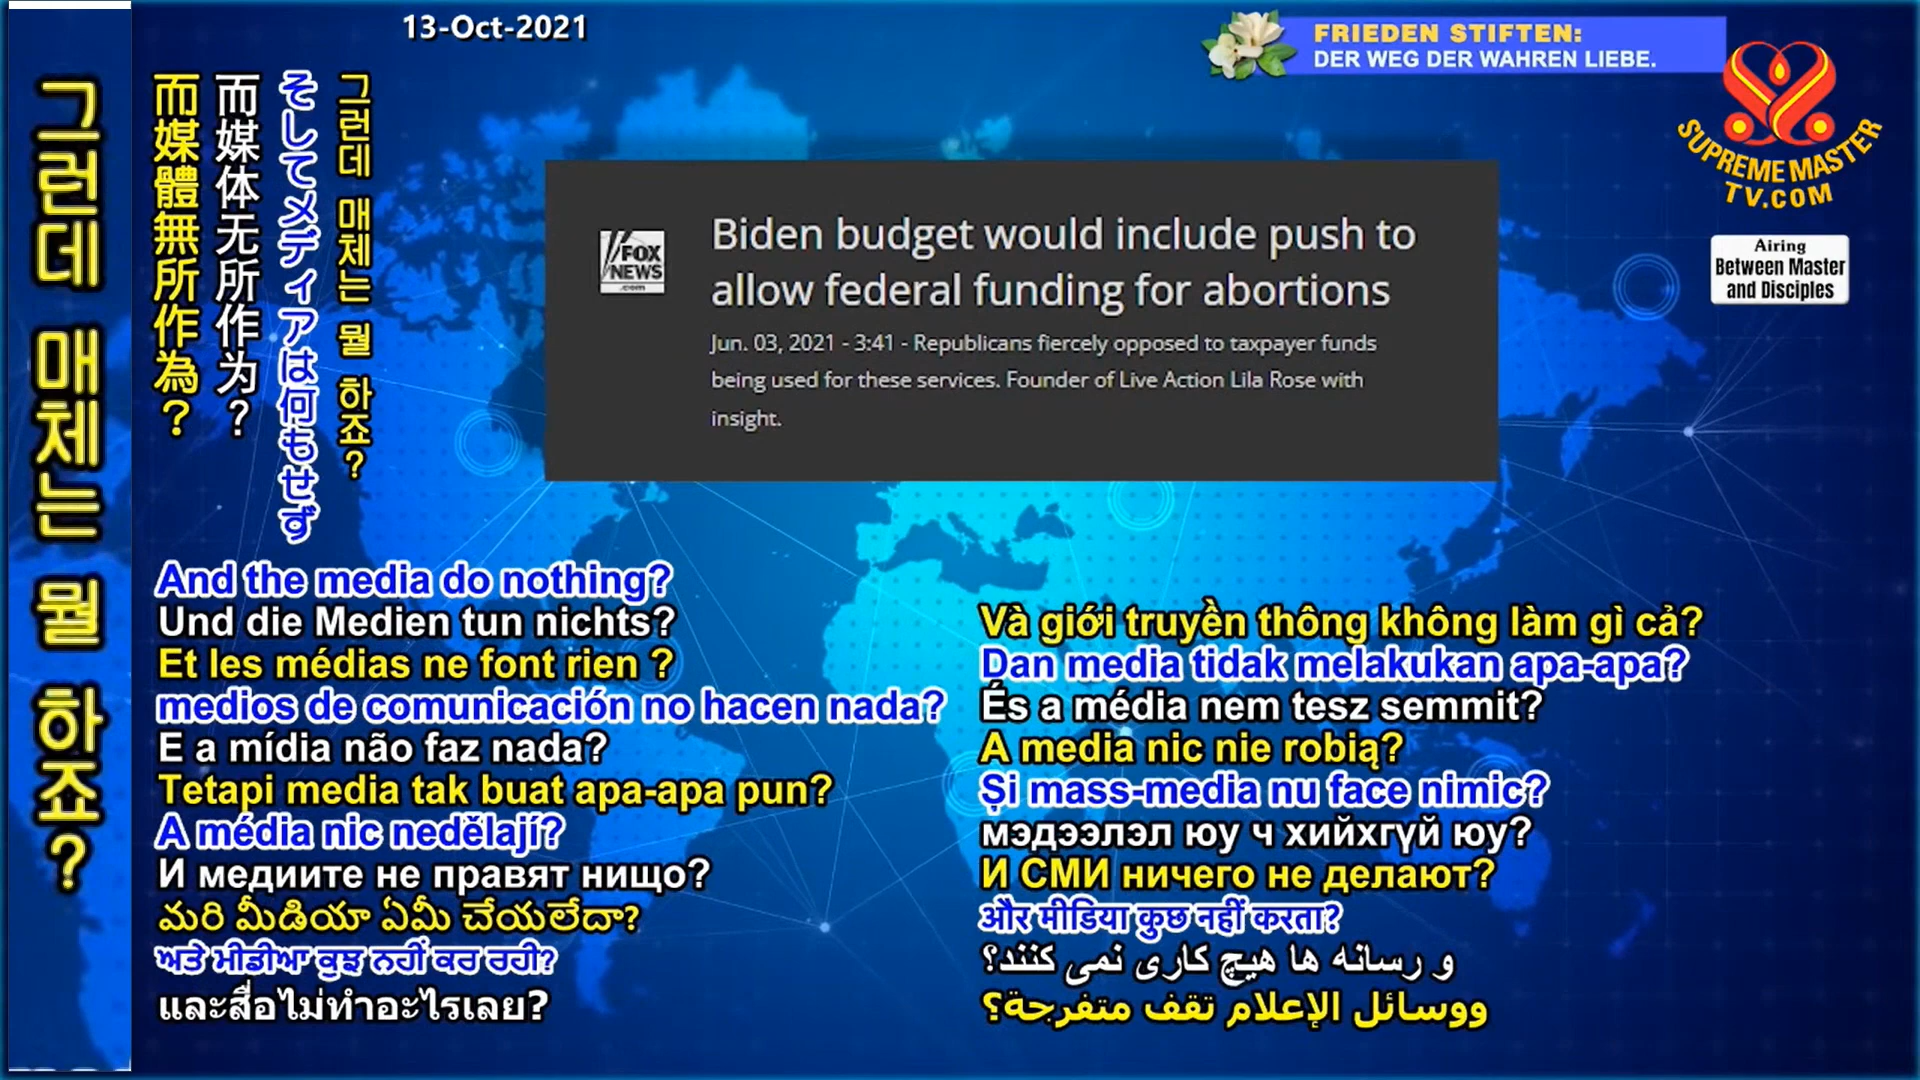 13-Oct-2021
FRIEDEN STIFTEN:
DER WEG DER WAHREN LIEBE.
SUPREME MASTER
TV.COM
Airing
Between Master
and Disciples
그런데 매체는 뭘 하죠?
而媒體無所作為？
而媒体无所作为？
そしてメディアは何もせず
그런데 매체는 뭘 하죠?
FOX
NEWS
.com
Biden budget would include push to
allow federal funding for abortions
Jun. 03, 2021 - 3:41 - Republicans fiercely opposed to taxpayer funds
being used for these services. Founder of Live Action Lila Rose with
insight.
And the media do nothing?
Und die Medien tun nichts?
Et les médias ne font rien ?
medios de comunicación no hacen nada?
E a mídia não faz nada?
Tetapi media tak buat apa-apa pun?
A média nic nedělají?
И медиите не правят нищо?
మరి మీడియా ఏమీ చేయలేదా?
ਅਤੇ ਮੀਡੀਆ ਕੁਝ ਨਹੀਂ ਕਰ ਰਹੀ?
และสื่อไม่ทำอะไรเลย?
Và giới truyền thông không làm gì cả?
Dan media tidak melakukan apa-apa?
És a média nem tesz semmit?
A media nic nie robią?
Și mass-media nu face nimic?
мэдээлэл юу ч хийхгүй юу?
И СМИ ничего не делают?
और मीडिया कुछ नहीं करता?
و رسانه ها هیچ کاری نمی کنند؟
ووسائل الإعلام تقف متفرجة؟